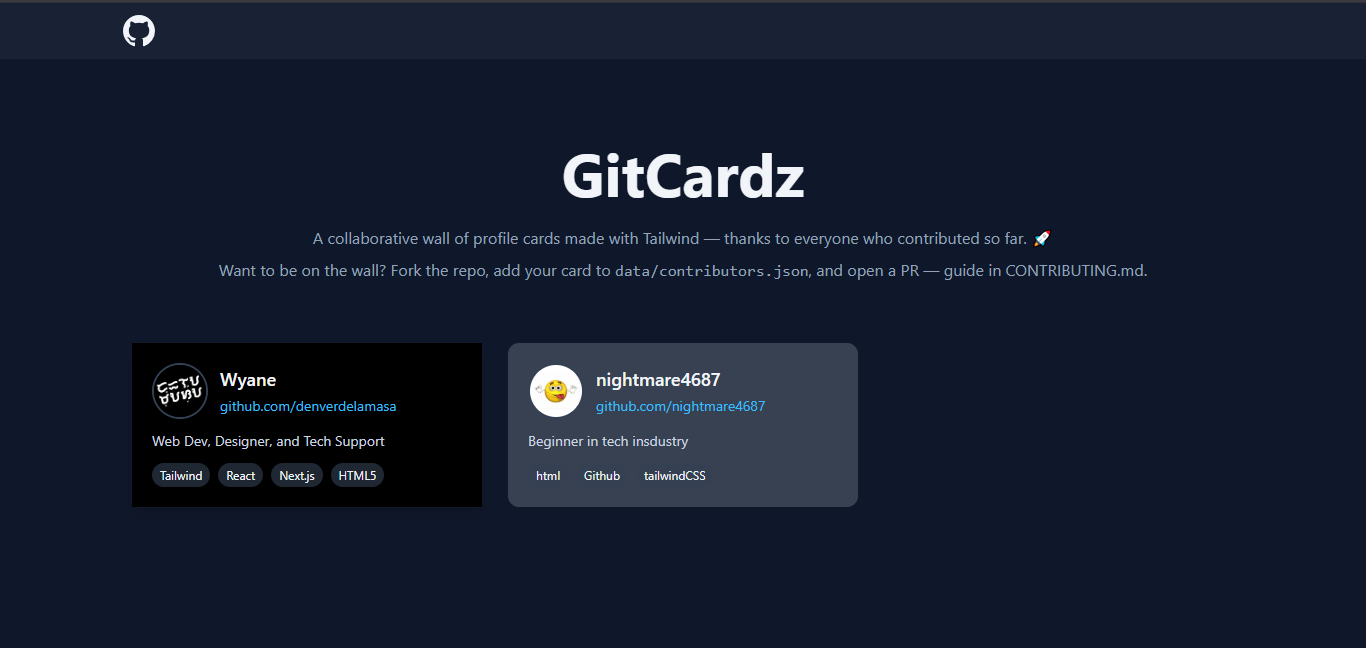 GitCardz
A collaborative wall of profile cards made with Tailwind — thanks to everyone who contributed so far. 🚀
Want to be on the wall? Fork the repo, add your card to data/contributors.json, and open a PR — guide in CONTRIBUTING.md.
Wyane
github.com/denverdelamasa
Web Dev, Designer, and Tech Support
Tailwind React Next.js HTML5
nightmare4687
github.com/nightmare4687
Beginner in tech insdustry
html Github tailwindCSS